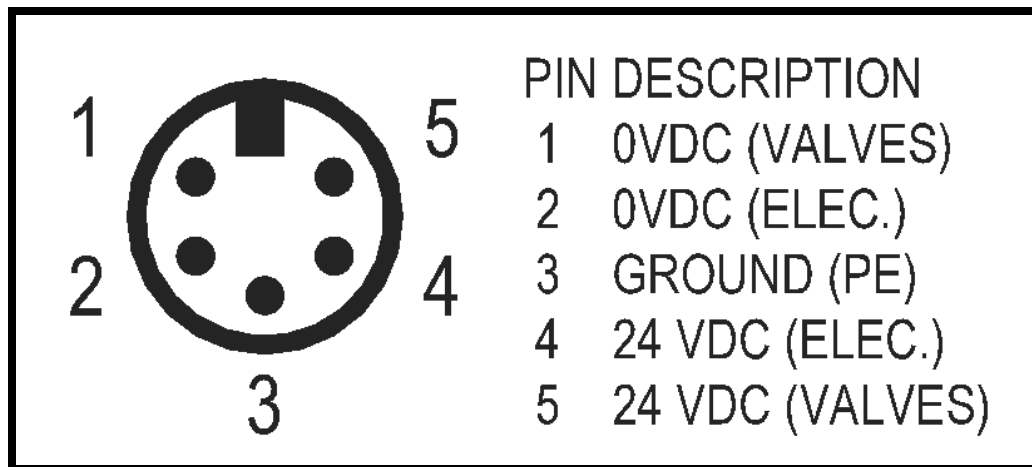 1
5
2
4
3
PIN DESCRIPTION
1 0VDC (VALVES)
2 0VDC (ELEC.)
3 GROUND (PE)
4 24 VDC (ELEC.)
5 24 VDC (VALVES)